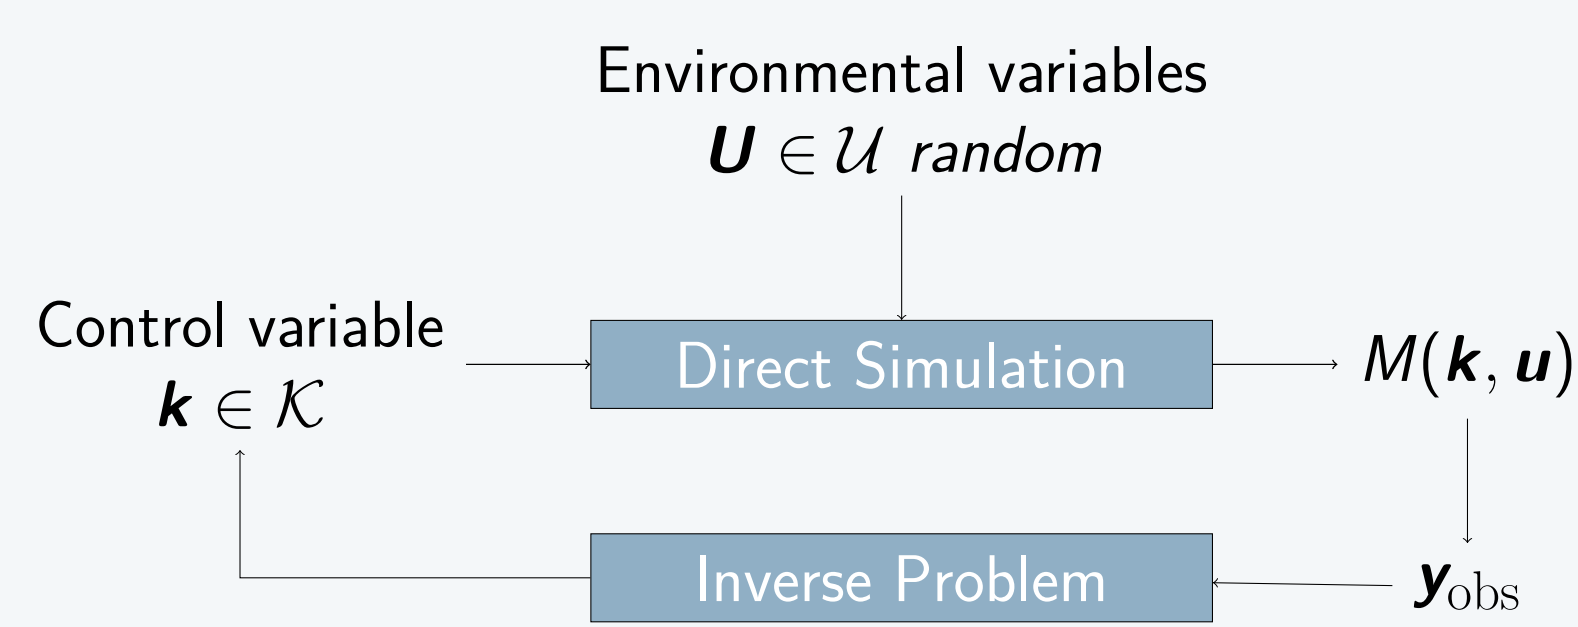 Environmental variables
U ∈ 𝒰 random
Control variable
k ∈ 𝒦
Direct Simulation
M(k, u)
Inverse Problem
y_obs